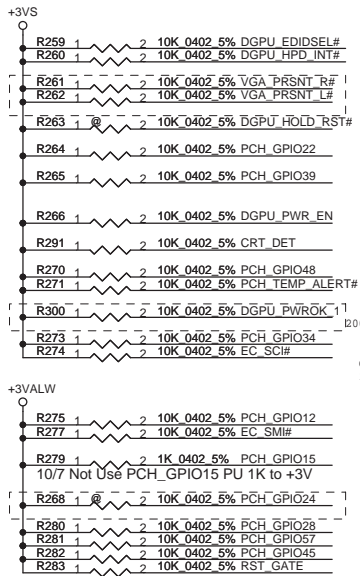 +3VS
R259 1 2 10K_0402_5% DGPU_EDIDSEL#
R260 1 2 10K_0402_5% DGPU_HPD_INT#
R261 1 2 10K_0402_5% VGA_PRSNT_R#
R262 1 2 10K_0402_5% VGA_PRSNT_L#
R263 1 @ 2 10K_0402_5% DGPU_HOLD_RST#
R264 1 2 10K_0402_5% PCH_GPIO22
R265 1 2 10K_0402_5% PCH_GPIO39
R266 1 2 10K_0402_5% DGPU_PWR_EN
R291 1 2 10K_0402_5% CRT_DET
R270 1 2 10K_0402_5% PCH_GPIO48
R271 1 2 10K_0402_5% PCH_TEMP_ALERT#
R300 1 2 10K_0402_5% DGPU_PWROK_1
R273 1 2 10K_0402_5% PCH_GPIO34
R274 1 2 10K_0402_5% EC_SCI#
+3VALW
R275 1 2 10K_0402_5% PCH_GPIO12
R277 1 2 10K_0402_5% EC_SMI#
R279 1 2 1K_0402_5% PCH_GPIO15
10/7 Not Use PCH_GPIO15 PU 1K to +3V
R268 1 @ 2 10K_0402_5% PCH_GPIO24
R280 1 2 10K_0402_5% PCH_GPIO28
R281 1 2 10K_0402_5% PCH_GPIO57
R282 1 2 10K_0402_5% PCH_GPIO45
R283 1 2 10K_0402_5% RST_GATE